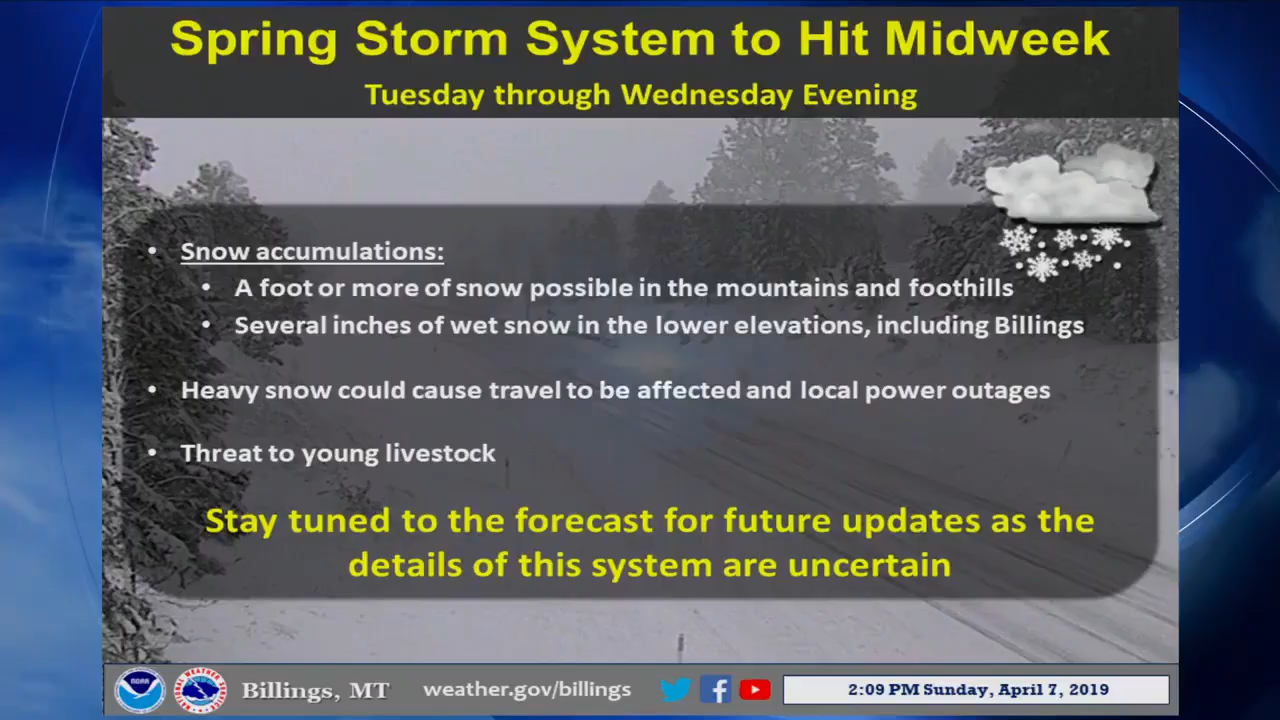 Spring Storm System to Hit Midweek
Tuesday through Wednesday Evening
• Snow accumulations:
• A foot or more of snow possible in the mountains and foothills
• Several inches of wet snow in the lower elevations, including Billings
• Heavy snow could cause travel to be affected and local power outages
• Threat to young livestock
Stay tuned to the forecast for future updates as the
details of this system are uncertain
NOAA
Billings, MT
weather.gov/billings
2:09 PM Sunday, April 7, 2019